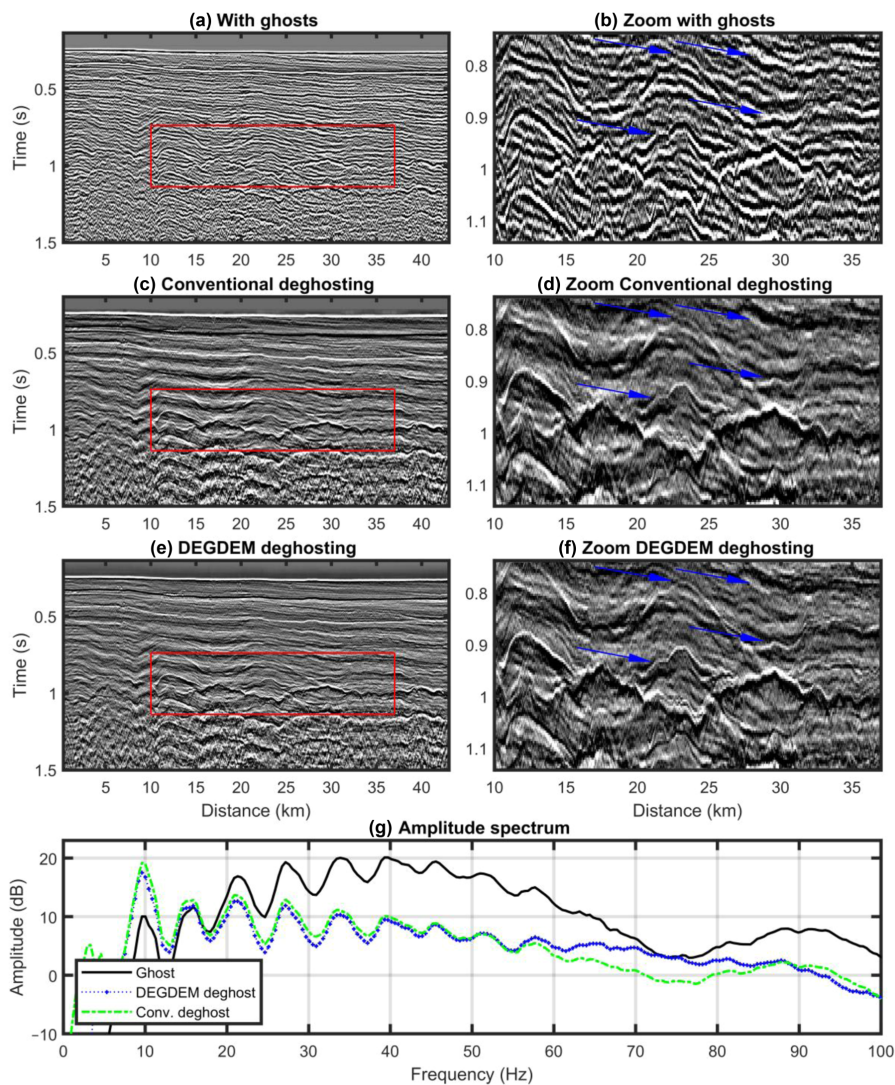 (a) With ghosts
(b) Zoom with ghosts
Time (s)
0.5
1
1.5
5 10 15 20 25 30 35 40
0.8
0.9
1
1.1
10 15 20 25 30 35
(c) Conventional deghosting
(d) Zoom Conventional deghosting
Time (s)
0.5
1
1.5
5 10 15 20 25 30 35 40
0.8
0.9
1
1.1
10 15 20 25 30 35
(e) DEGDEM deghosting
(f) Zoom DEGDEM deghosting
Time (s)
0.5
1
1.5
5 10 15 20 25 30 35 40
Distance (km)
0.8
0.9
1
1.1
10 15 20 25 30 35
Distance (km)
(g) Amplitude spectrum
Amplitude (dB)
20
10
0
−10
Ghost
DEGDEM deghost
Conv. deghost
0 10 20 30 40 50 60 70 80 90 100
Frequency (Hz)